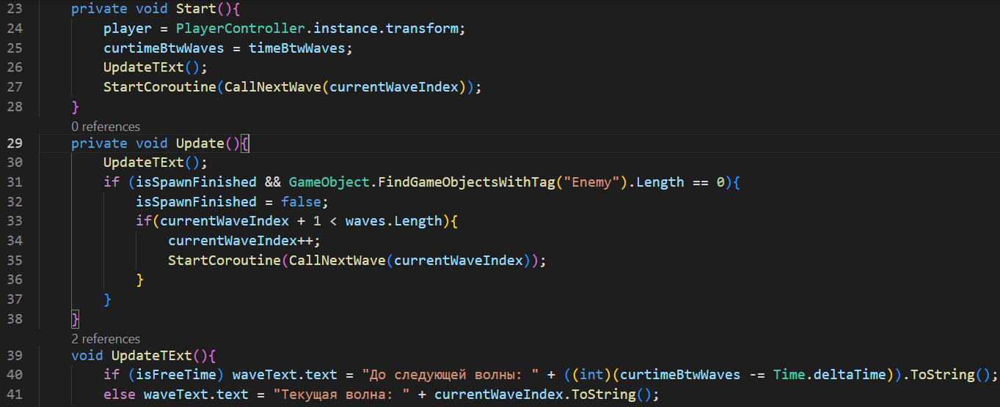 23 private void Start(){
24 player = PlayerController.instance.transform;
25 curtimeBtwWaves = timeBtwWaves;
26 UpdateTExt();
27 StartCoroutine(CallNextWave(currentWaveIndex));
28 }
0 references
29 private void Update(){
30 UpdateTExt();
31 if (isSpawnFinished && GameObject.FindGameObjectsWithTag("Enemy").Length == 0){
32 isSpawnFinished = false;
33 if(currentWaveIndex + 1 < waves.Length){
34 currentWaveIndex++;
35 StartCoroutine(CallNextWave(currentWaveIndex));
36 }
37 }
38 }
2 references
39 void UpdateTExt(){
40 if (isFreeTime) waveText.text = "До следующей волны: " + ((int)(curtimeBtwWaves -= Time.deltaTime)).ToString();
41 else waveText.text = "Текущая волна: " + currentWaveIndex.ToString();